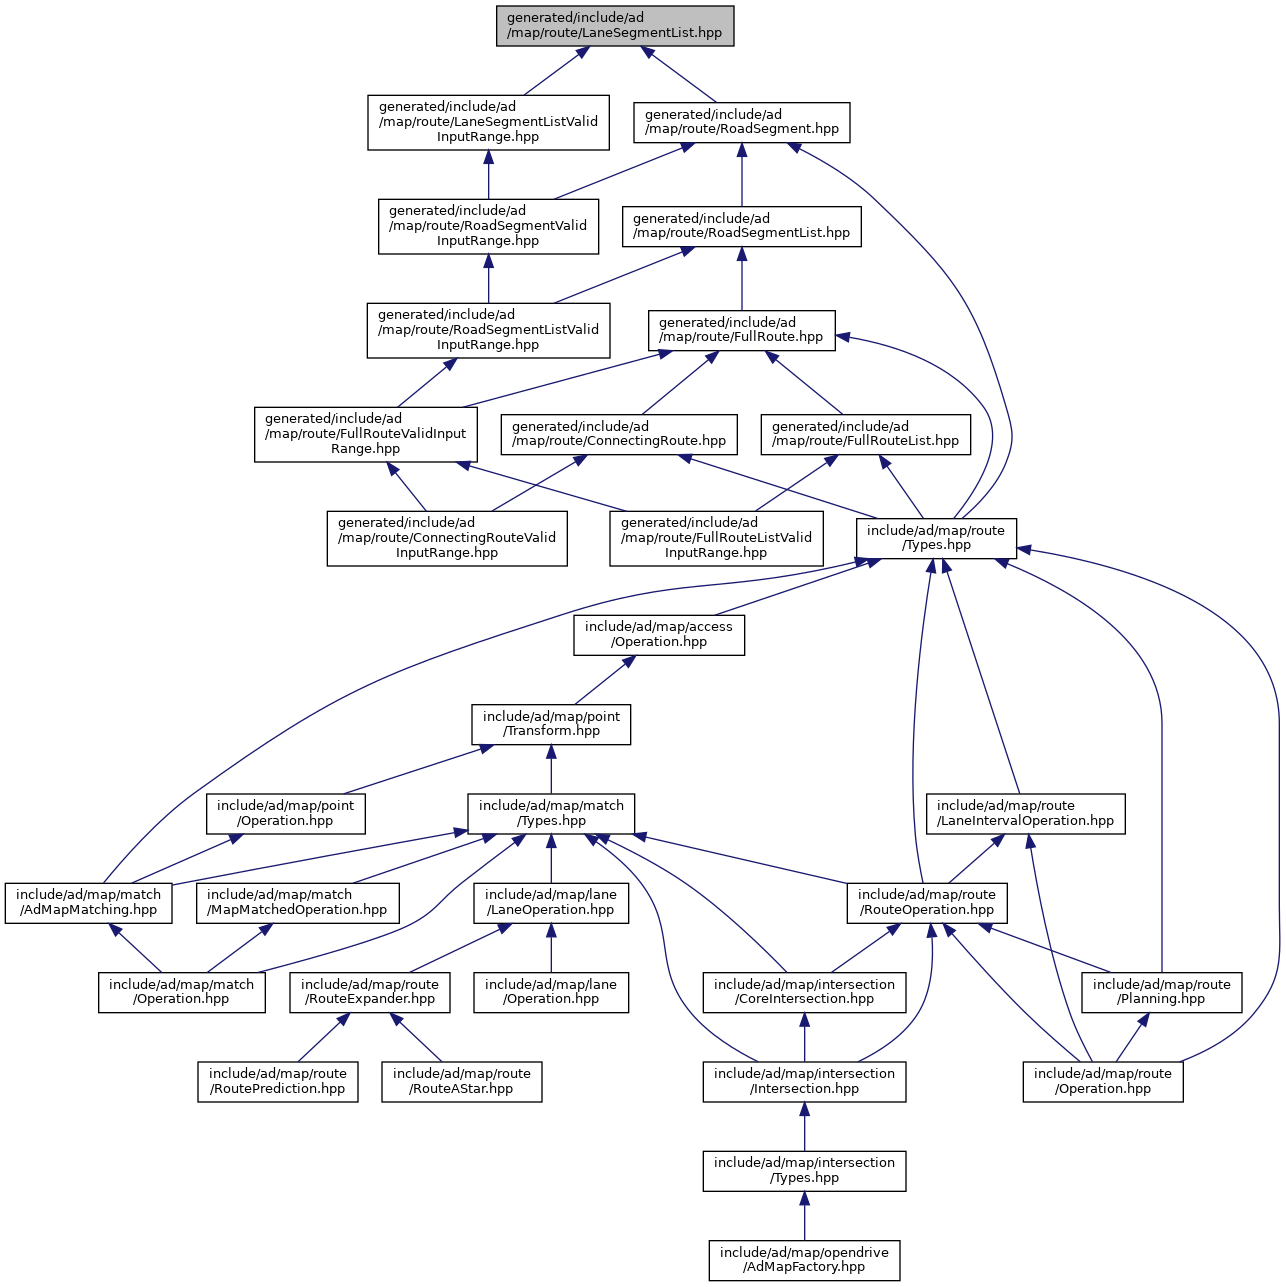 generated/include/ad
/map/route/LaneSegmentList.hpp
generated/include/ad
/map/route/LaneSegmentListValid
InputRange.hpp
generated/include/ad
/map/route/RoadSegment.hpp
generated/include/ad
/map/route/RoadSegmentValid
InputRange.hpp
generated/include/ad
/map/route/RoadSegmentList.hpp
generated/include/ad
/map/route/RoadSegmentListValid
InputRange.hpp
generated/include/ad
/map/route/FullRoute.hpp
generated/include/ad
/map/route/FullRouteValidInput
Range.hpp
generated/include/ad
/map/route/ConnectingRoute.hpp
generated/include/ad
/map/route/FullRouteList.hpp
generated/include/ad
/map/route/ConnectingRouteValid
InputRange.hpp
generated/include/ad
/map/route/FullRouteListValid
InputRange.hpp
include/ad/map/route
/Types.hpp
include/ad/map/access
/Operation.hpp
include/ad/map/point
/Transform.hpp
include/ad/map/point
/Operation.hpp
include/ad/map/match
/Types.hpp
include/ad/map/route
/LaneIntervalOperation.hpp
include/ad/map/match
/AdMapMatching.hpp
include/ad/map/match
/MapMatchedOperation.hpp
include/ad/map/lane
/LaneOperation.hpp
include/ad/map/route
/RouteOperation.hpp
include/ad/map/match
/Operation.hpp
include/ad/map/route
/RouteExpander.hpp
include/ad/map/lane
/Operation.hpp
include/ad/map/intersection
/CoreIntersection.hpp
include/ad/map/route
/Planning.hpp
include/ad/map/route
/RoutePrediction.hpp
include/ad/map/route
/RouteAStar.hpp
include/ad/map/intersection
/Intersection.hpp
include/ad/map/route
/Operation.hpp
include/ad/map/intersection
/Types.hpp
include/ad/map/opendrive
/AdMapFactory.hpp